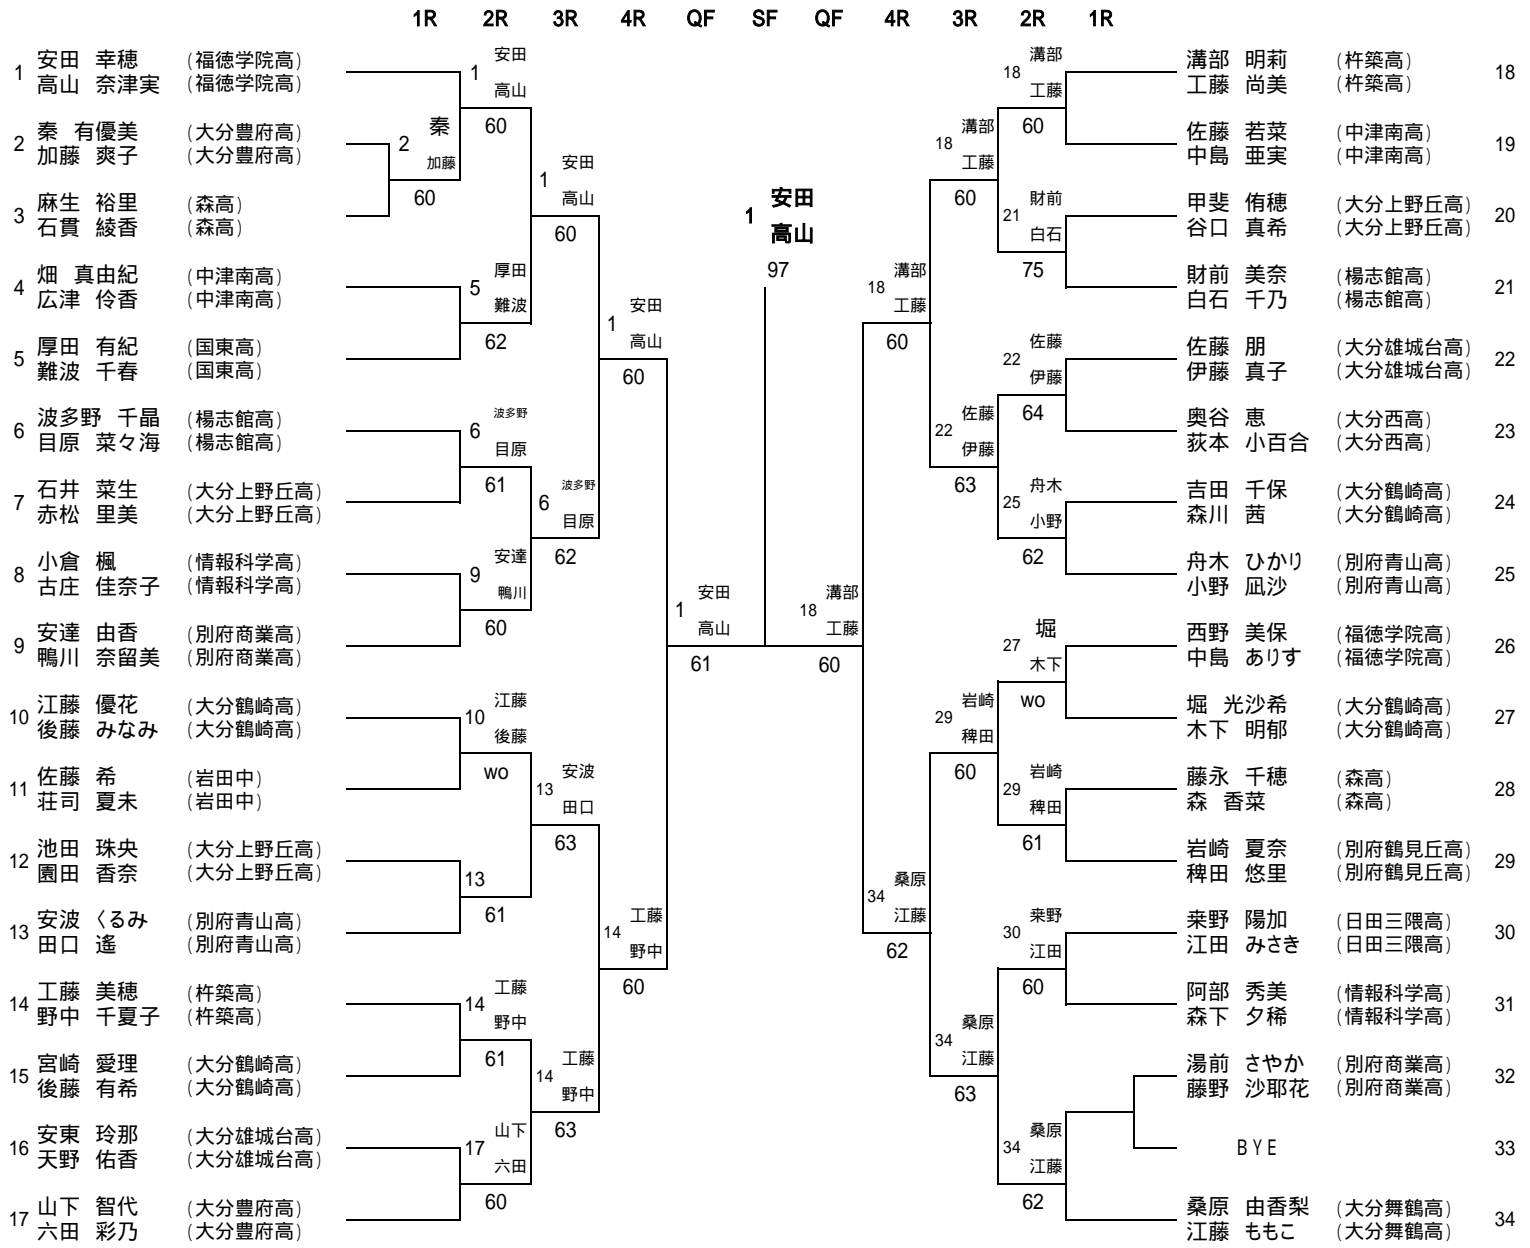 1R 2R 3R 4R QF SF QF 4R 3R 2R 1R
1 安田 幸穂 (福徳学院高)
高山 奈津実 (福徳学院高)
2 秦 有優美 (大分豊府高)
加藤 爽子 (大分豊府高)
3 麻生 裕里 (森高)
石貫 綾香 (森高)
4 畑 真由紀 (中津南高)
広津 伶香 (中津南高)
5 厚田 有紀 (国東高)
難波 千春 (国東高)
6 波多野 千晶 (楊志館高)
目原 菜々海 (楊志館高)
7 石井 菜生 (大分上野丘高)
赤松 里美 (大分上野丘高)
8 小倉 楓 (情報科学高)
古庄 佳奈子 (情報科学高)
9 安達 由香 (別府商業高)
鴨川 奈留美 (別府商業高)
10 江藤 優花 (大分鶴崎高)
後藤 みなみ (大分鶴崎高)
11 佐藤 希 (岩田中)
荘司 夏未 (岩田中)
12 池田 珠央 (大分上野丘高)
園田 香奈 (大分上野丘高)
13 安波 くるみ (別府青山高)
田口 遙 (別府青山高)
14 工藤 美穂 (杵築高)
野中 千夏子 (杵築高)
15 宮崎 愛理 (大分鶴崎高)
後藤 有希 (大分鶴崎高)
16 安東 玲那 (大分雄城台高)
天野 佑香 (大分雄城台高)
17 山下 智代 (大分豊府高)
六田 彩乃 (大分豊府高)
2 秦
加藤
60
1 安田
高山
60
5 厚田
難波
62
6 波多野
目原
61
9 安達
鴨川
60
10 江藤
後藤
wo
13
61
14 工藤
野中
61
17 山下
六田
60
1 安田
高山
60
6 波多野
目原
62
13 安波
田口
63
14 工藤
野中
63
1 安田
高山
60
14 工藤
野中
60
1 安田
高山
61
1 安田
高山
97
18 溝部
工藤
60
18 溝部
工藤
60
34 桑原
江藤
62
18 溝部
工藤
60
22 佐藤
伊藤
63
29 岩崎
稗田
60
34 桑原
江藤
63
18 溝部
工藤
60
21 財前
白石
75
22 佐藤
伊藤
64
25 舟木
小野
62
27 堀
木下
wo
29 岩崎
稗田
61
30 来野
江田
60
34 桑原
江藤
62
溝部 明莉 (杵築高) 18
工藤 尚美 (杵築高)
佐藤 若菜 (中津南高) 19
中島 亜実 (中津南高)
甲斐 侑穂 (大分上野丘高) 20
谷口 真希 (大分上野丘高)
財前 美奈 (楊志館高) 21
白石 千乃 (楊志館高)
佐藤 朋 (大分雄城台高) 22
伊藤 真子 (大分雄城台高)
奥谷 恵 (大分西高) 23
荻本 小百合 (大分西高)
吉田 千保 (大分鶴崎高) 24
森川 茜 (大分鶴崎高)
舟木 ひかり (別府青山高) 25
小野 凪沙 (別府青山高)
西野 美保 (福徳学院高) 26
中島 ありす (福徳学院高)
堀 光沙希 (大分鶴崎高) 27
木下 明郁 (大分鶴崎高)
藤永 千穂 (森高) 28
森 香菜 (森高)
岩崎 夏奈 (別府鶴見丘高) 29
稗田 悠里 (別府鶴見丘高)
来野 陽加 (日田三隈高) 30
江田 みさき (日田三隈高)
阿部 秀美 (情報科学高) 31
森下 夕稀 (情報科学高)
湯前 さやか (別府商業高) 32
藤野 沙耶花 (別府商業高)
BYE 33
桑原 由香梨 (大分舞鶴高) 34
江藤 ももこ (大分舞鶴高)